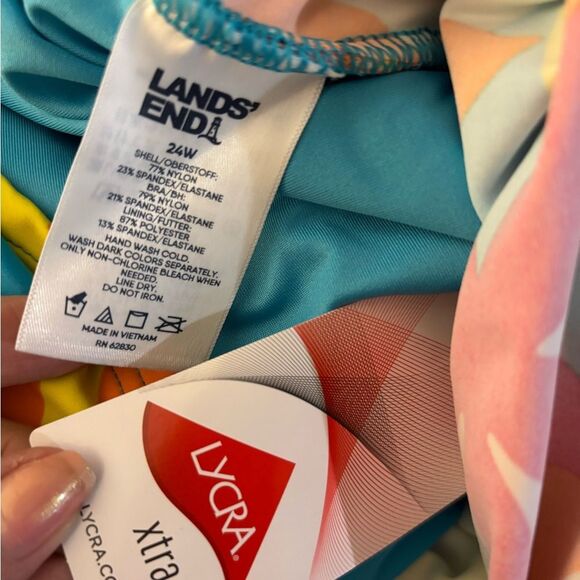 LANDS'
END
24W
SHELL/OBERSTOFF:
77% NYLON
23% SPANDEX/ELASTANE
BRA/BH:
79% NYLON
21% SPANDEX/ELASTANE
LINING/FUTTER:
87% POLYESTER
13% SPANDEX/ELASTANE
HAND WASH COLD.
WASH DARK COLORS SEPARATELY.
ONLY NON-CHLORINE BLEACH WHEN
NEEDED.
LINE DRY.
DO NOT IRON.
MADE IN VIETNAM
RN 62830
LYCRA
xtra
LYCRA.CO